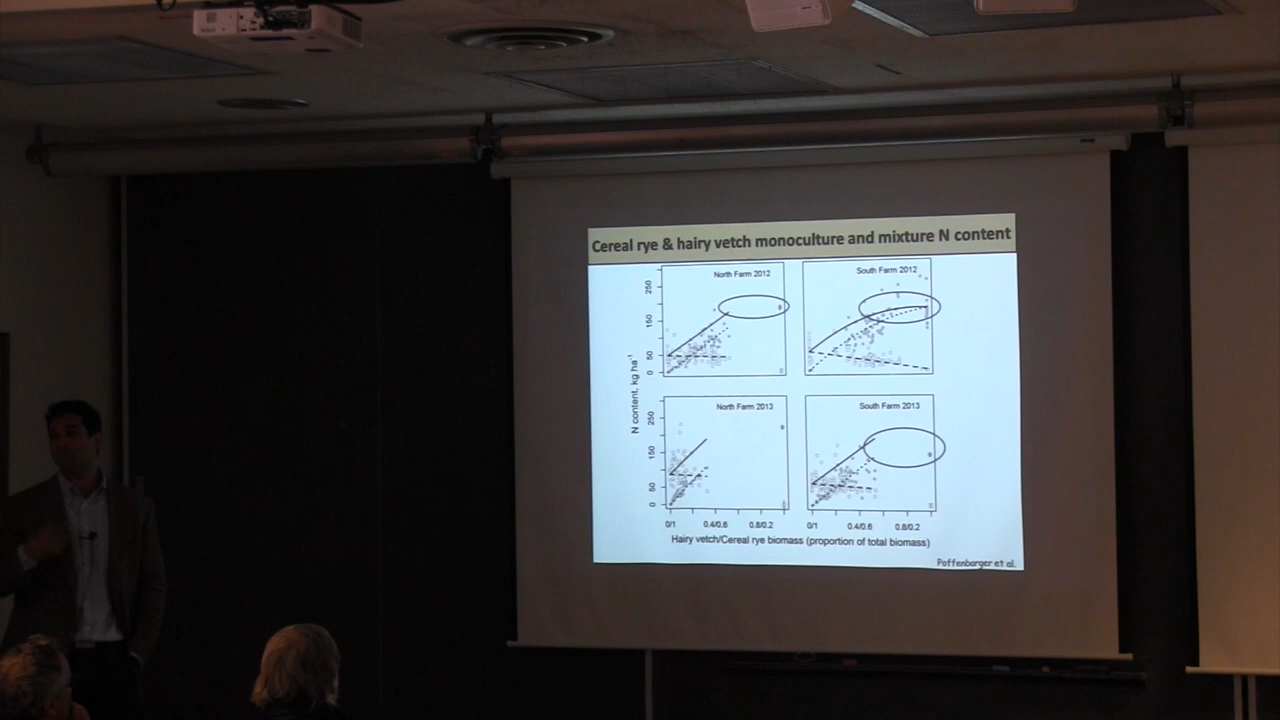 Cereal rye & hairy vetch monoculture and mixture N content
North Farm 2012
South Farm 2012
250
150
50
0
North Farm 2013
South Farm 2013
250
150
50
0
N content, kg ha⁻¹
0/1 0.4/0.6 0.8/0.2
0/1 0.4/0.6 0.8/0.2
Hairy vetch/Cereal rye biomass (proportion of total biomass)
Poffenbarger et al.